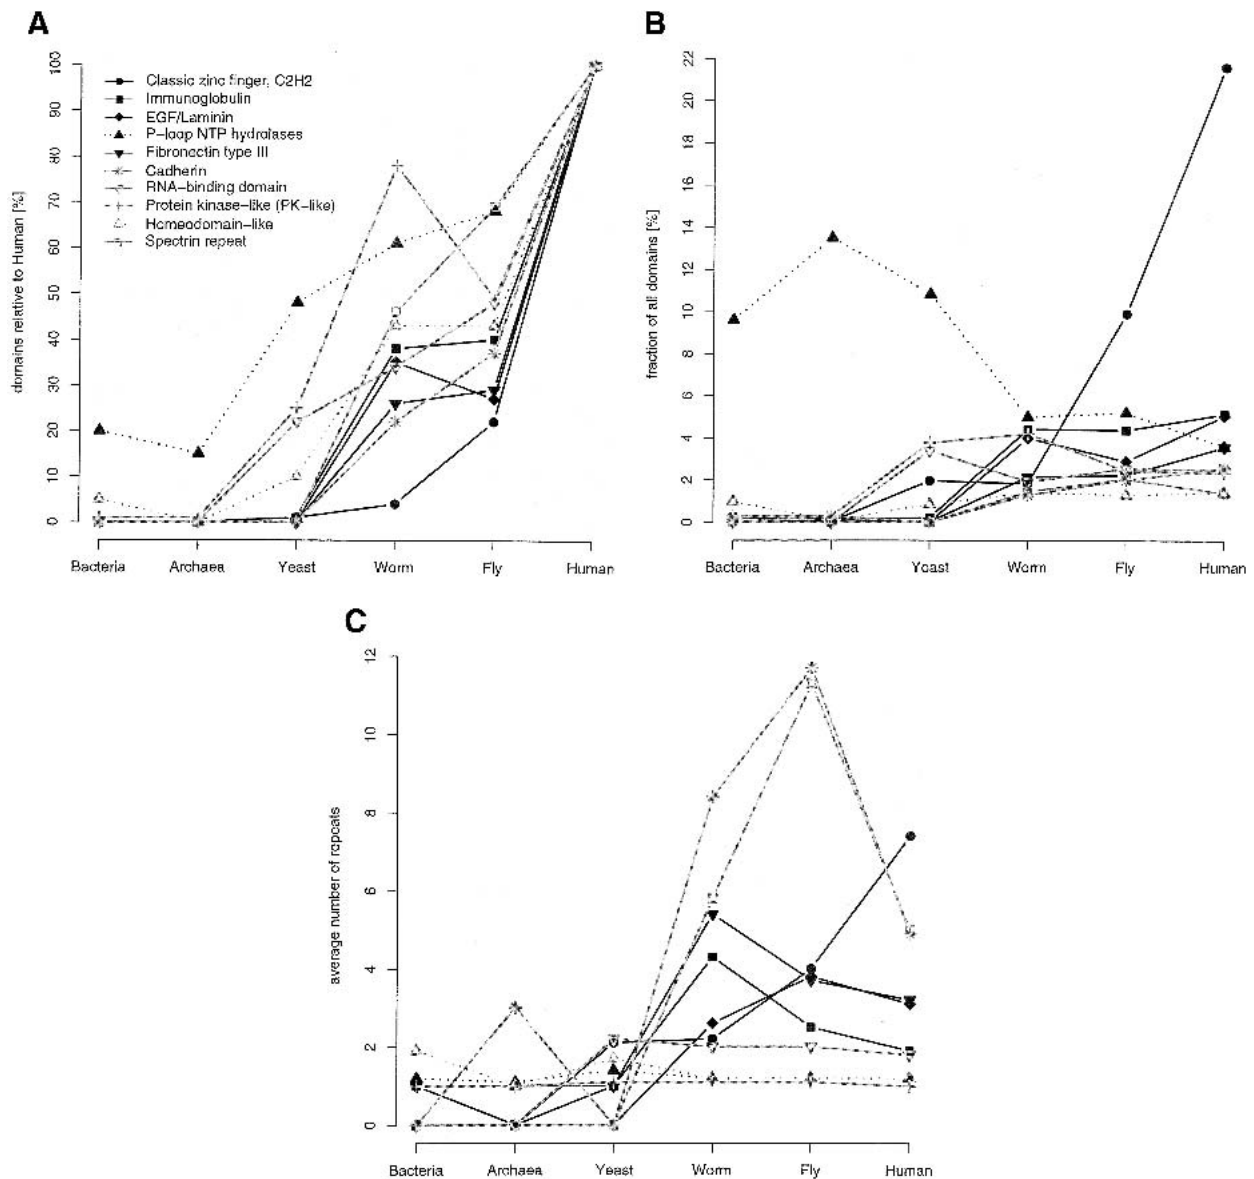 A
domains relative to Human [%]
100
90
80
70
60
50
40
30
20
10
0
Classic zinc finger, C2H2
Immunoglobulin
EGF/Laminin
P-loop NTP hydrolases
Fibronectin type III
Cadherin
RNA-binding domain
Protein kinase-like (PK-like)
Homeodomain-like
Spectrin repeat
Bacteria Archaea Yeast Worm Fly Human
B
fraction of all domains [%]
22
20
18
16
14
12
10
8
6
4
2
0
Bacteria Archaea Yeast Worm Fly Human
C
average number of repeats
12
10
8
6
4
2
0
Bacteria Archaea Yeast Worm Fly Human